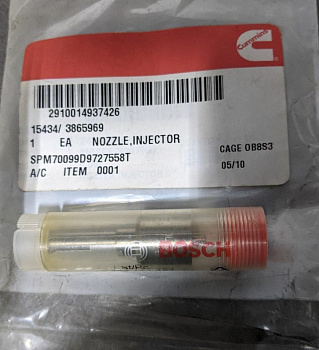 Cummins
2910014937426
15434/ 3865969
1 EA NOZZLE,INJECTOR
SPM70099D9727558T CAGE 0B8S3
A/C ITEM 0001 05/10
BOSCH